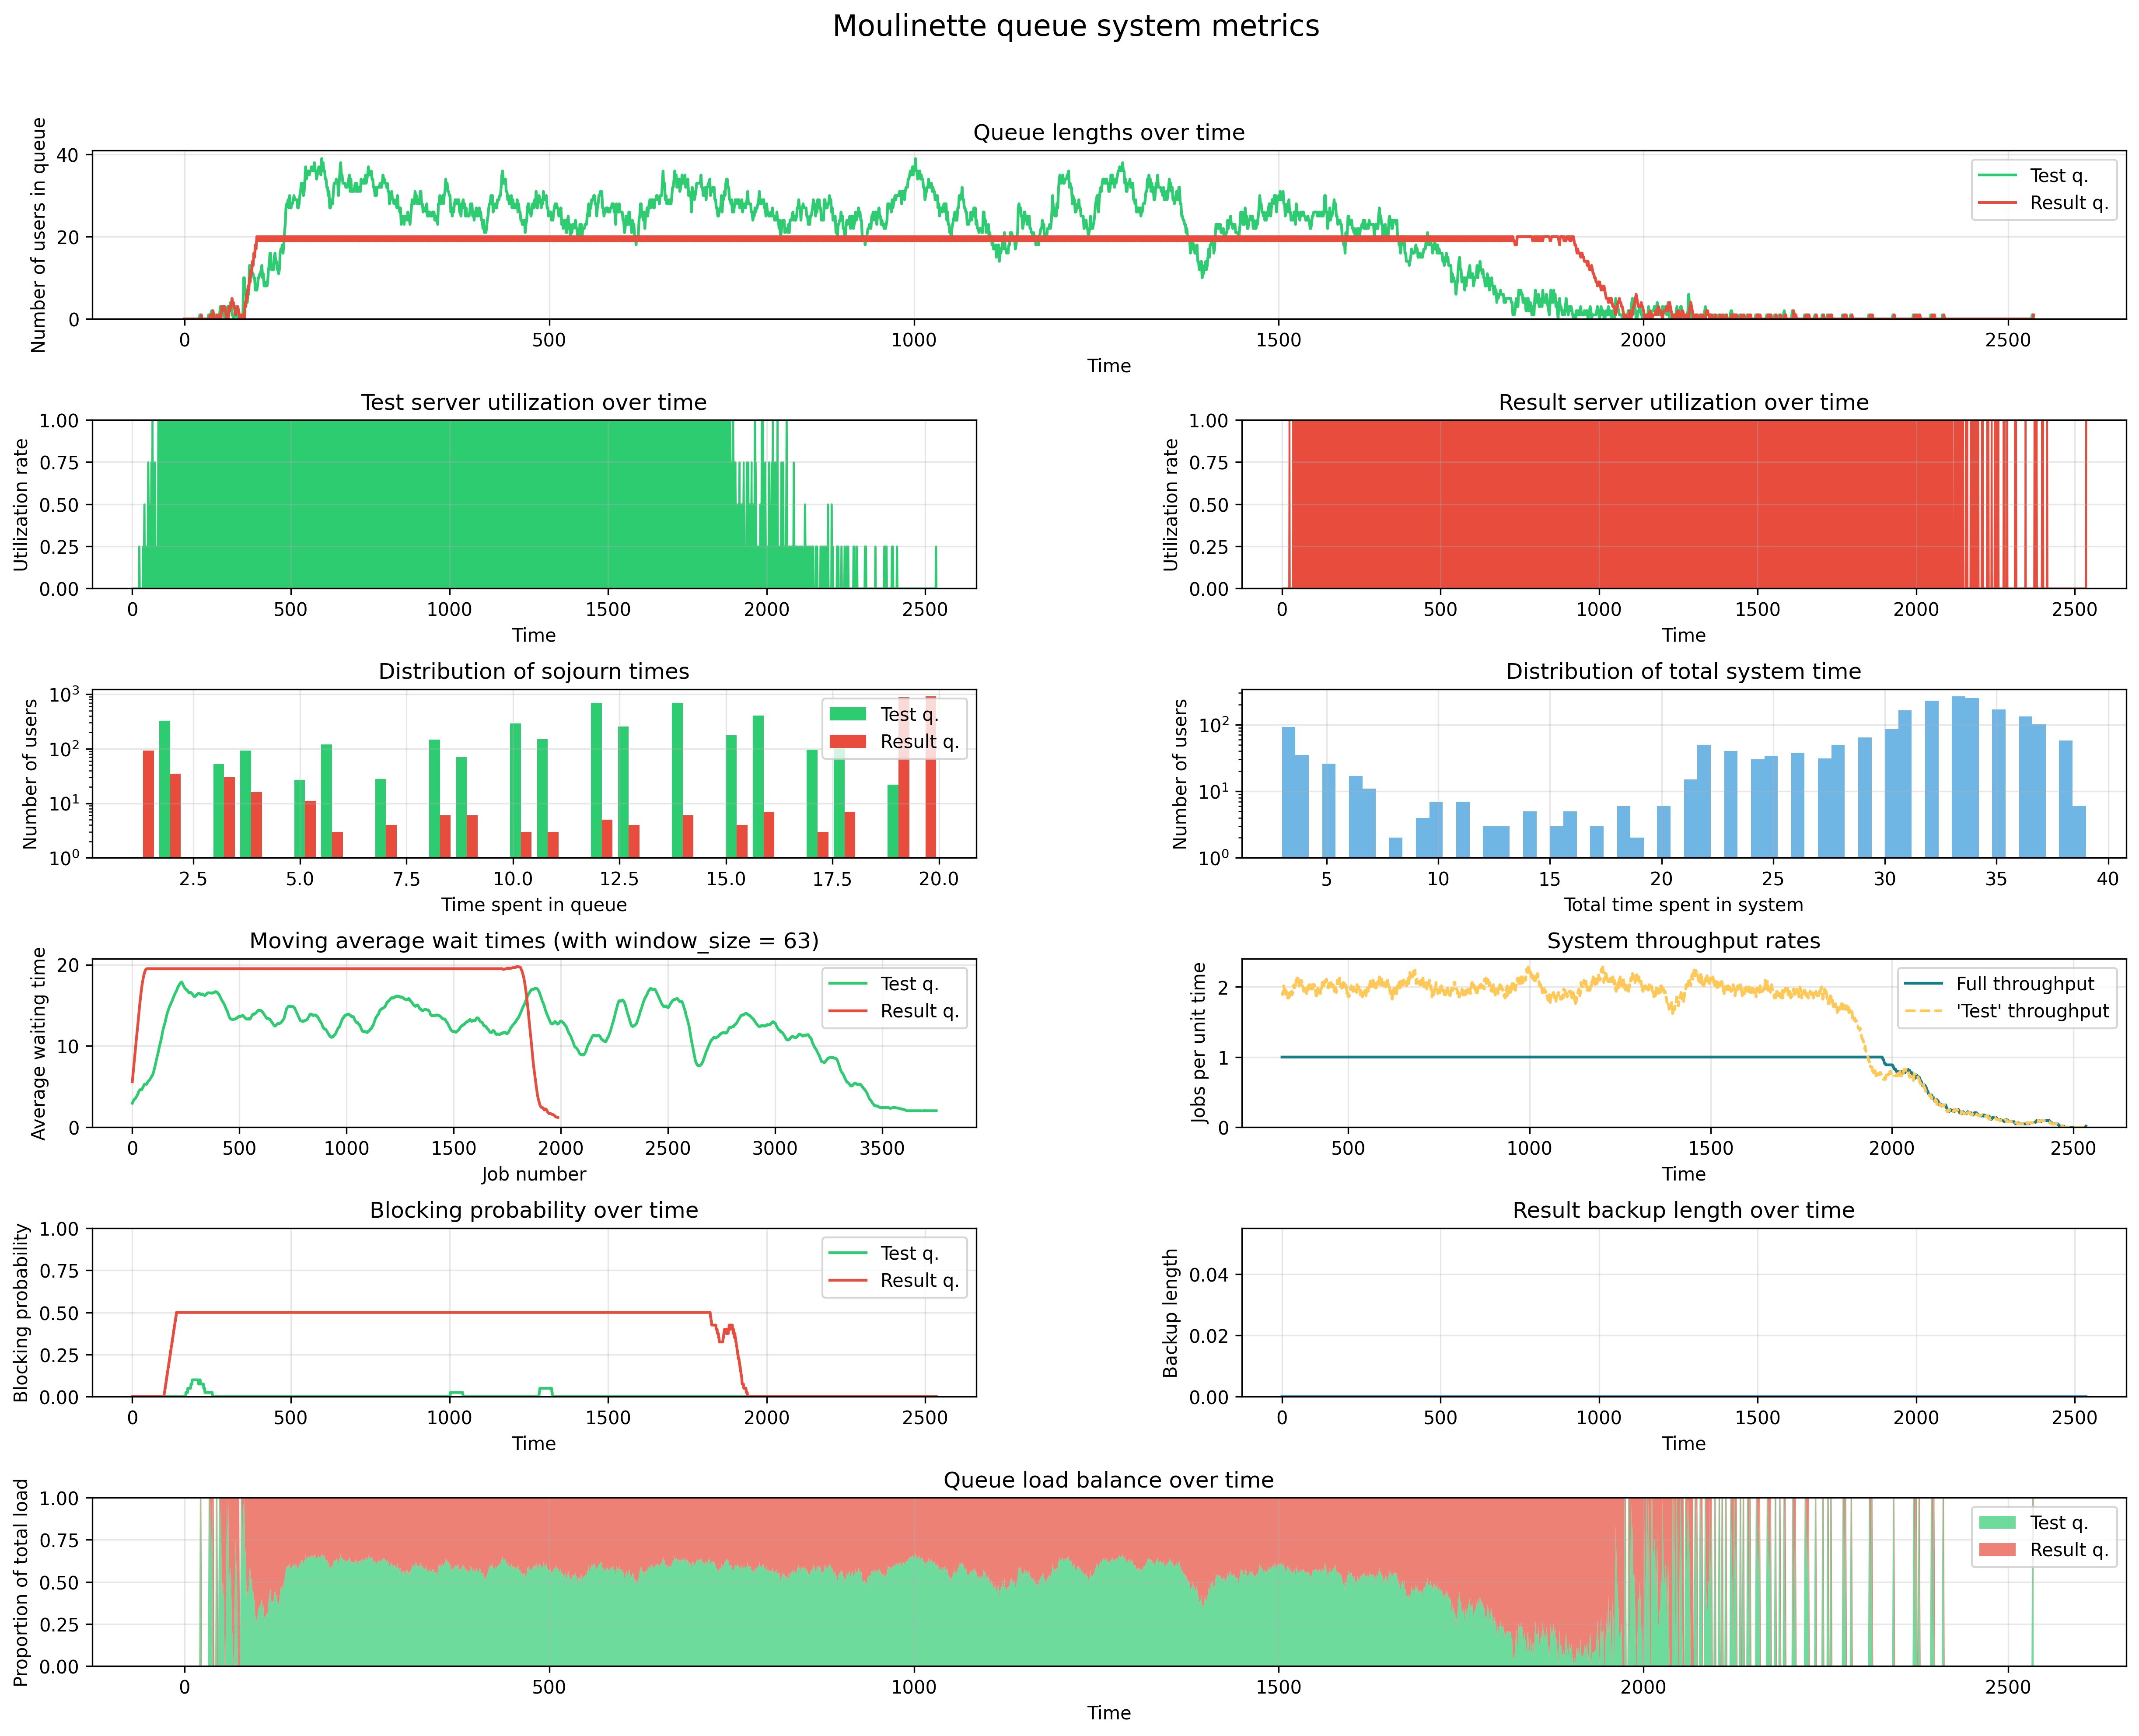 Moulinette queue system metrics
Queue lengths over time
Number of users in queue
40
20
0
Test q.
Result q.
0 500 1000 1500 2000 2500
Time
Test server utilization over time
Utilization rate
1.00
0.75
0.50
0.25
0.00
0 500 1000 1500 2000 2500
Time
Result server utilization over time
Utilization rate
1.00
0.75
0.50
0.25
0.00
0 500 1000 1500 2000 2500
Time
Distribution of sojourn times
Number of users
10³
10²
10¹
10⁰
Test q.
Result q.
2.5 5.0 7.5 10.0 12.5 15.0 17.5 20.0
Time spent in queue
Distribution of total system time
Number of users
10²
10¹
10⁰
5 10 15 20 25 30 35 40
Total time spent in system
Moving average wait times (with window_size = 63)
Average waiting time
20
10
0
Test q.
Result q.
0 500 1000 1500 2000 2500 3000 3500
Job number
System throughput rates
Jobs per unit time
2
1
0
Full throughput
'Test' throughput
500 1000 1500 2000 2500
Time
Blocking probability over time
Blocking probability
1.00
0.75
0.50
0.25
0.00
Test q.
Result q.
0 500 1000 1500 2000 2500
Time
Result backup length over time
Backup length
0.04
0.02
0.00
0 500 1000 1500 2000 2500
Time
Queue load balance over time
Proportion of total load
1.00
0.75
0.50
0.25
0.00
Test q.
Result q.
0 500 1000 1500 2000 2500
Time